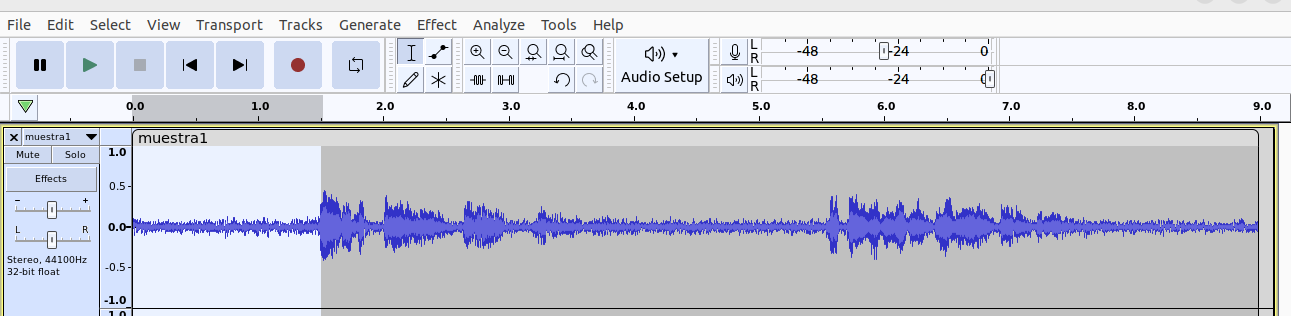 File Edit Select View Transport Tracks Generate Effect Analyze Tools Help
L -48 -24 0
R
Audio Setup
L -48 -24 0
R
0.0 1.0 2.0 3.0 4.0 5.0 6.0 7.0 8.0 9.0
muestra1 muestra1
Mute Solo 1.0
Effects 0.5
- +
0.0
L R
-0.5
Stereo, 44100Hz
32-bit float
-1.0
1.0